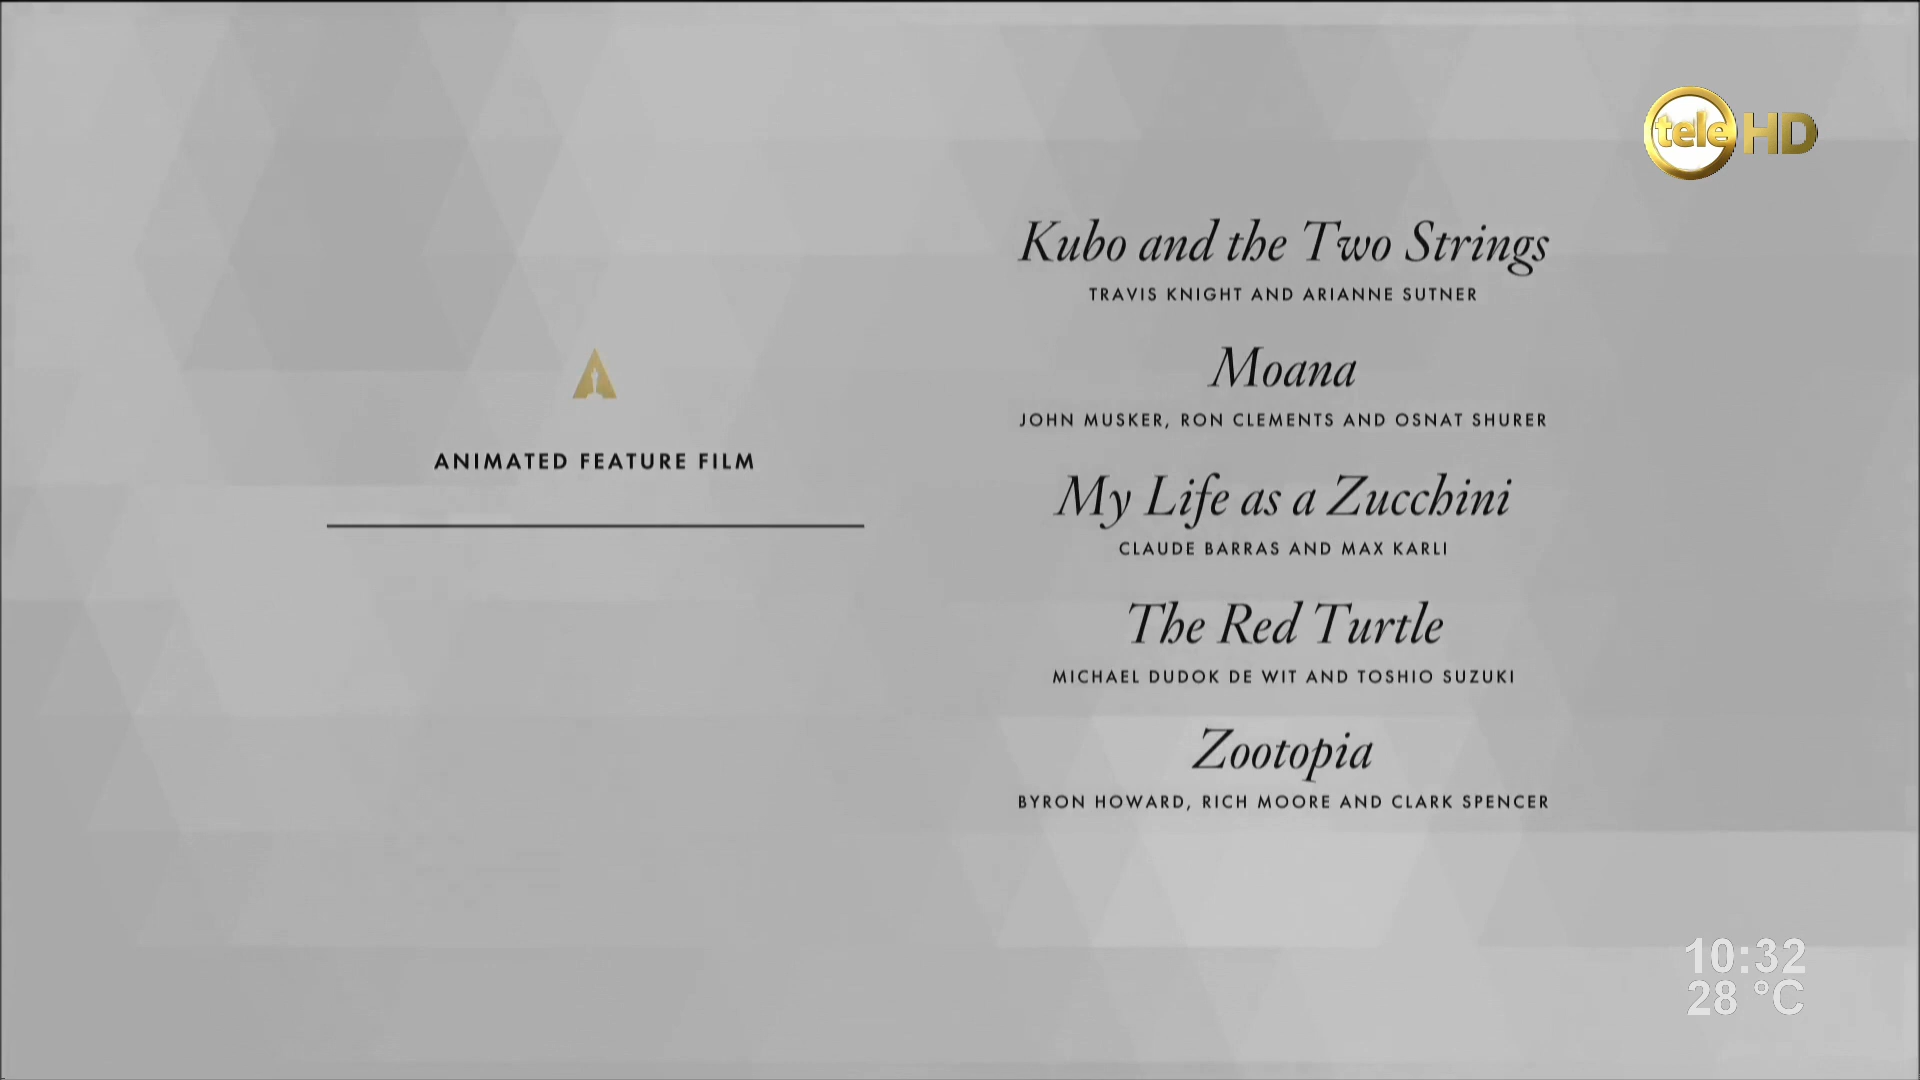 tele HD
ANIMATED FEATURE FILM
Kubo and the Two Strings
TRAVIS KNIGHT AND ARIANNE SUTNER
Moana
JOHN MUSKER, RON CLEMENTS AND OSNAT SHURER
My Life as a Zucchini
CLAUDE BARRAS AND MAX KARLI
The Red Turtle
MICHAEL DUDOK DE WIT AND TOSHIO SUZUKI
Zootopia
BYRON HOWARD, RICH MOORE AND CLARK SPENCER
10:32
28 °C